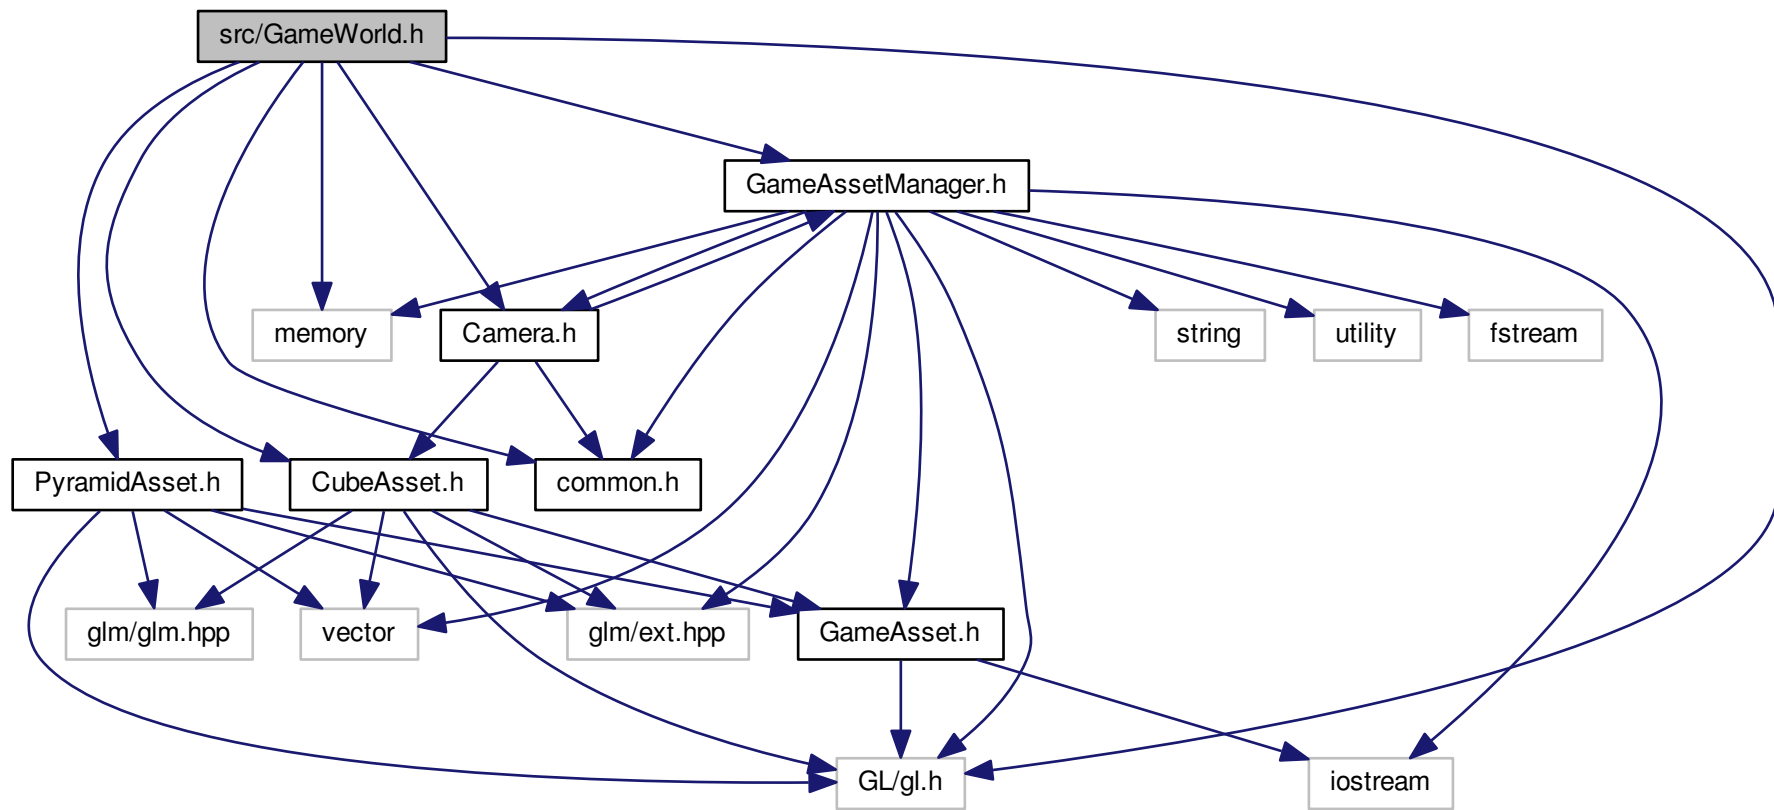 src/GameWorld.h
GameAssetManager.h
memory
Camera.h
string
utility
fstream
PyramidAsset.h
CubeAsset.h
common.h
glm/glm.hpp
vector
glm/ext.hpp
GameAsset.h
GL/gl.h
iostream